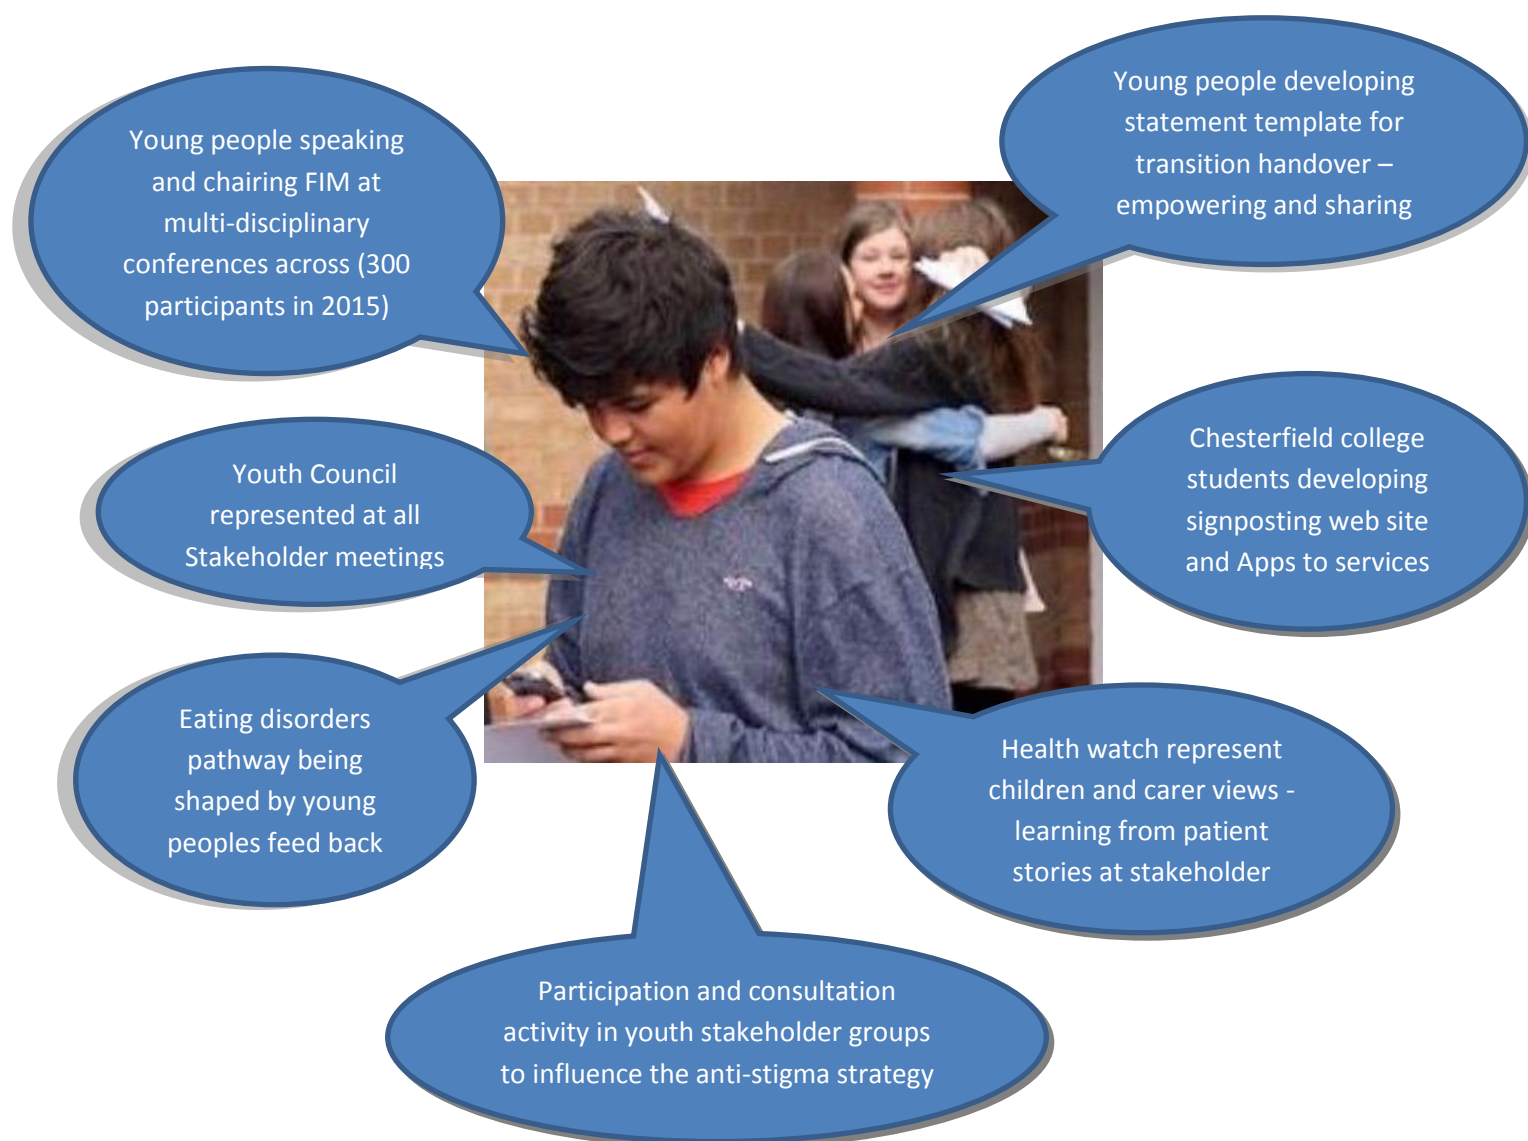 Young people speaking
and chairing FIM at
multi-disciplinary
conferences across (300
participants in 2015)
Young people developing
statement template for
transition handover –
empowering and sharing
Youth Council
represented at all
Stakeholder meetings
Chesterfield college
students developing
signposting web site
and Apps to services
Eating disorders
pathway being
shaped by young
peoples feed back
Health watch represent
children and carer views -
learning from patient
stories at stakeholder
Participation and consultation
activity in youth stakeholder groups
to influence the anti-stigma strategy